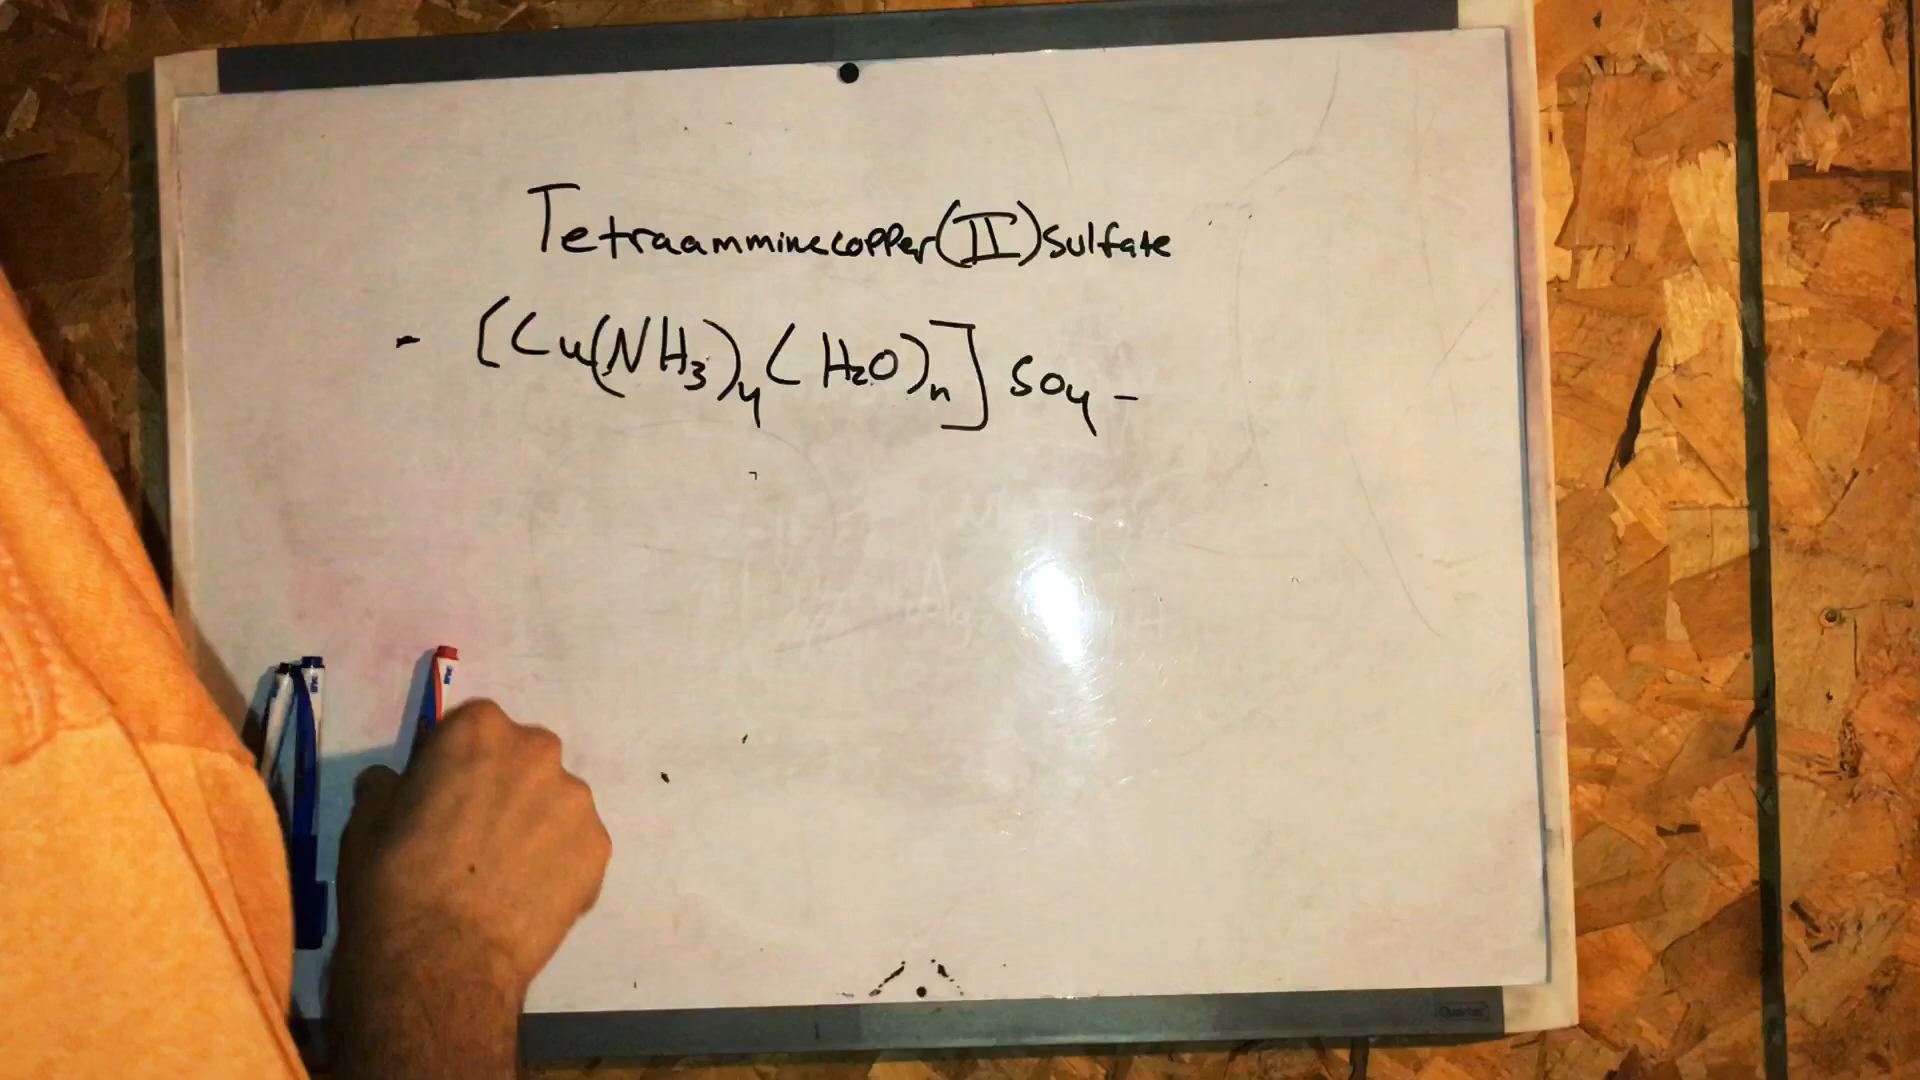 Tetraamminecopper(II)sulfate
- [Cu(NH3)4(H2O)n]SO4 -